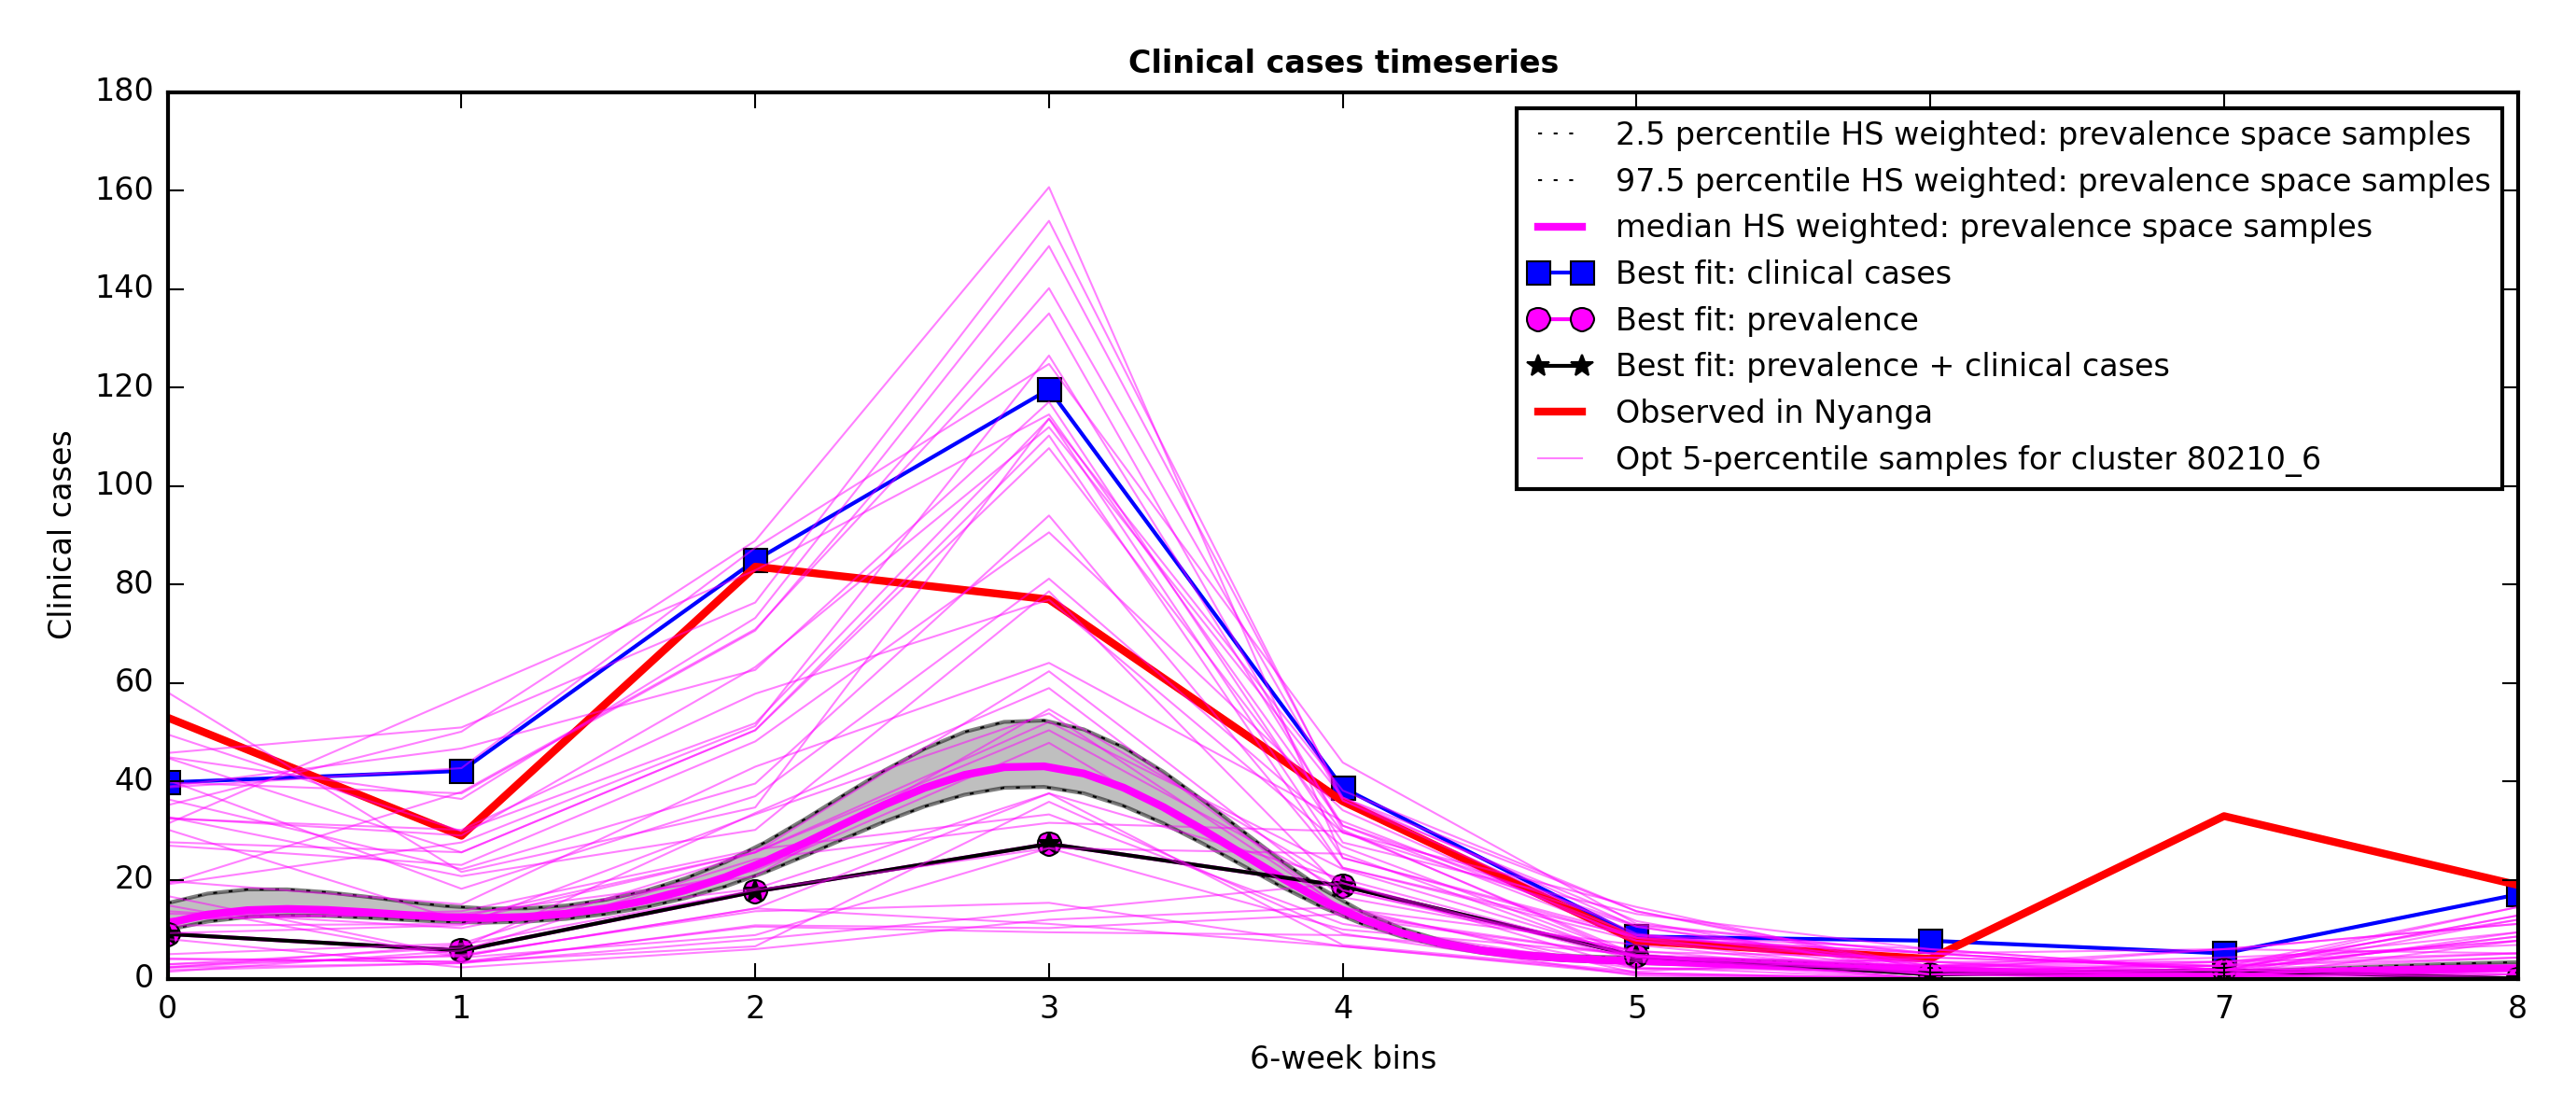 Clinical cases timeseries
180
160
140
120
100
80
60
40
20
0
Clinical cases
2.5 percentile HS weighted: prevalence space samples
97.5 percentile HS weighted: prevalence space samples
median HS weighted: prevalence space samples
Best fit: clinical cases
Best fit: prevalence
Best fit: prevalence + clinical cases
Observed in Nyanga
Opt 5-percentile samples for cluster 80210_6
0 1 2 3 4 5 6 7 8
6-week bins